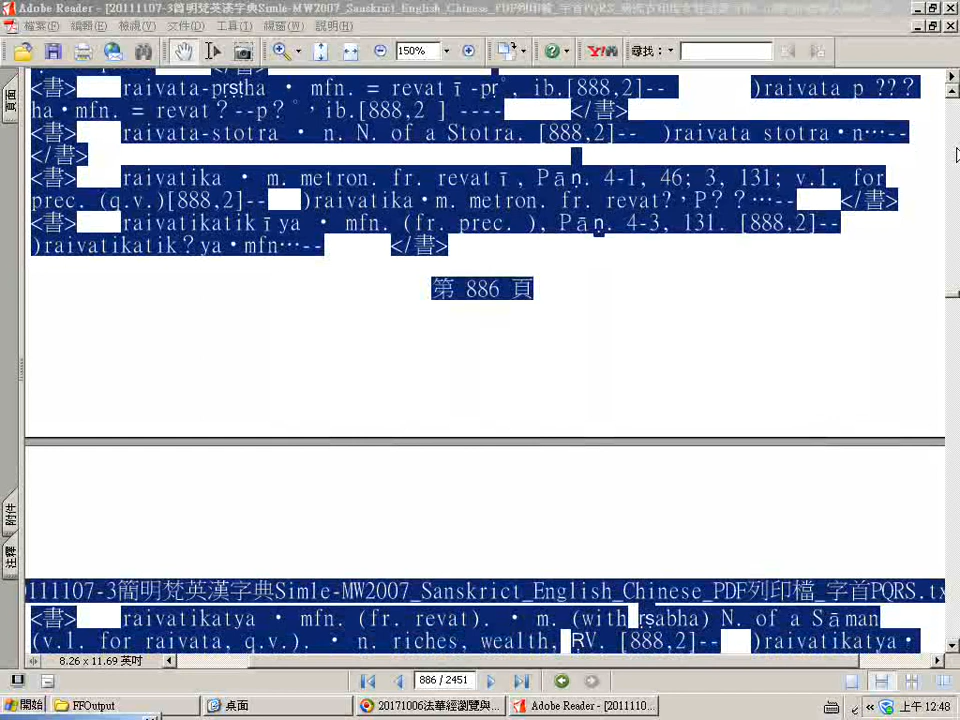 Adobe Reader - [20111107-3簡明梵英漢字典Simle-MW2007_Sanskrict_English_Chinese_PDF列印檔_字首PQRS
檔案(F) 編輯(E) 檢視(V) 文件(D) 工具(T) 視窗(W) 說明(H)
150% Y! 尋找：
頁面
<書> raivata-pṛṣṭha · mfn. = revatī-pṛ°, ib.[888,2]-- )raivata p ???
ha·mfn. = revat？--p？°，ib.[888,2 ] ---- </書>
<書> raivata-stotra · n. N. of a Stotra. [888,2]-- )raivata stotra·n…--
</書>
<書> raivatika · m. metron. fr. revatī, Pāṇ. 4-1, 46; 3, 131; v.l. for
prec. (q.v.)[888,2]-- )raivatika·m. metron. fr. revat?，P？？…-- </書>
<書> raivatikatikīya · mfn. (fr. prec. ), Pāṇ. 4-3, 131. [888,2]--
)raivatikatik？ya·mfn…-- </書>
第 886 頁
附件
注釋
111107-3簡明梵英漢字典Simle-MW2007_Sanskrict_English_Chinese_PDF列印檔_字首PQRS.tx
<書> raivatikatya · mfn. (fr. revat). · m. (with ṛṣabha) N. of a Sāman
(v.l. for raivata, q.v.). · n. riches, wealth, ṚV. [888,2]-- )raivatikatya·
8.26 x 11.69 英吋
886 / 2451
開始 FFOutput 桌面 20171006法華經瀏覽與... Adobe Reader - [2011110... 上午 12:48